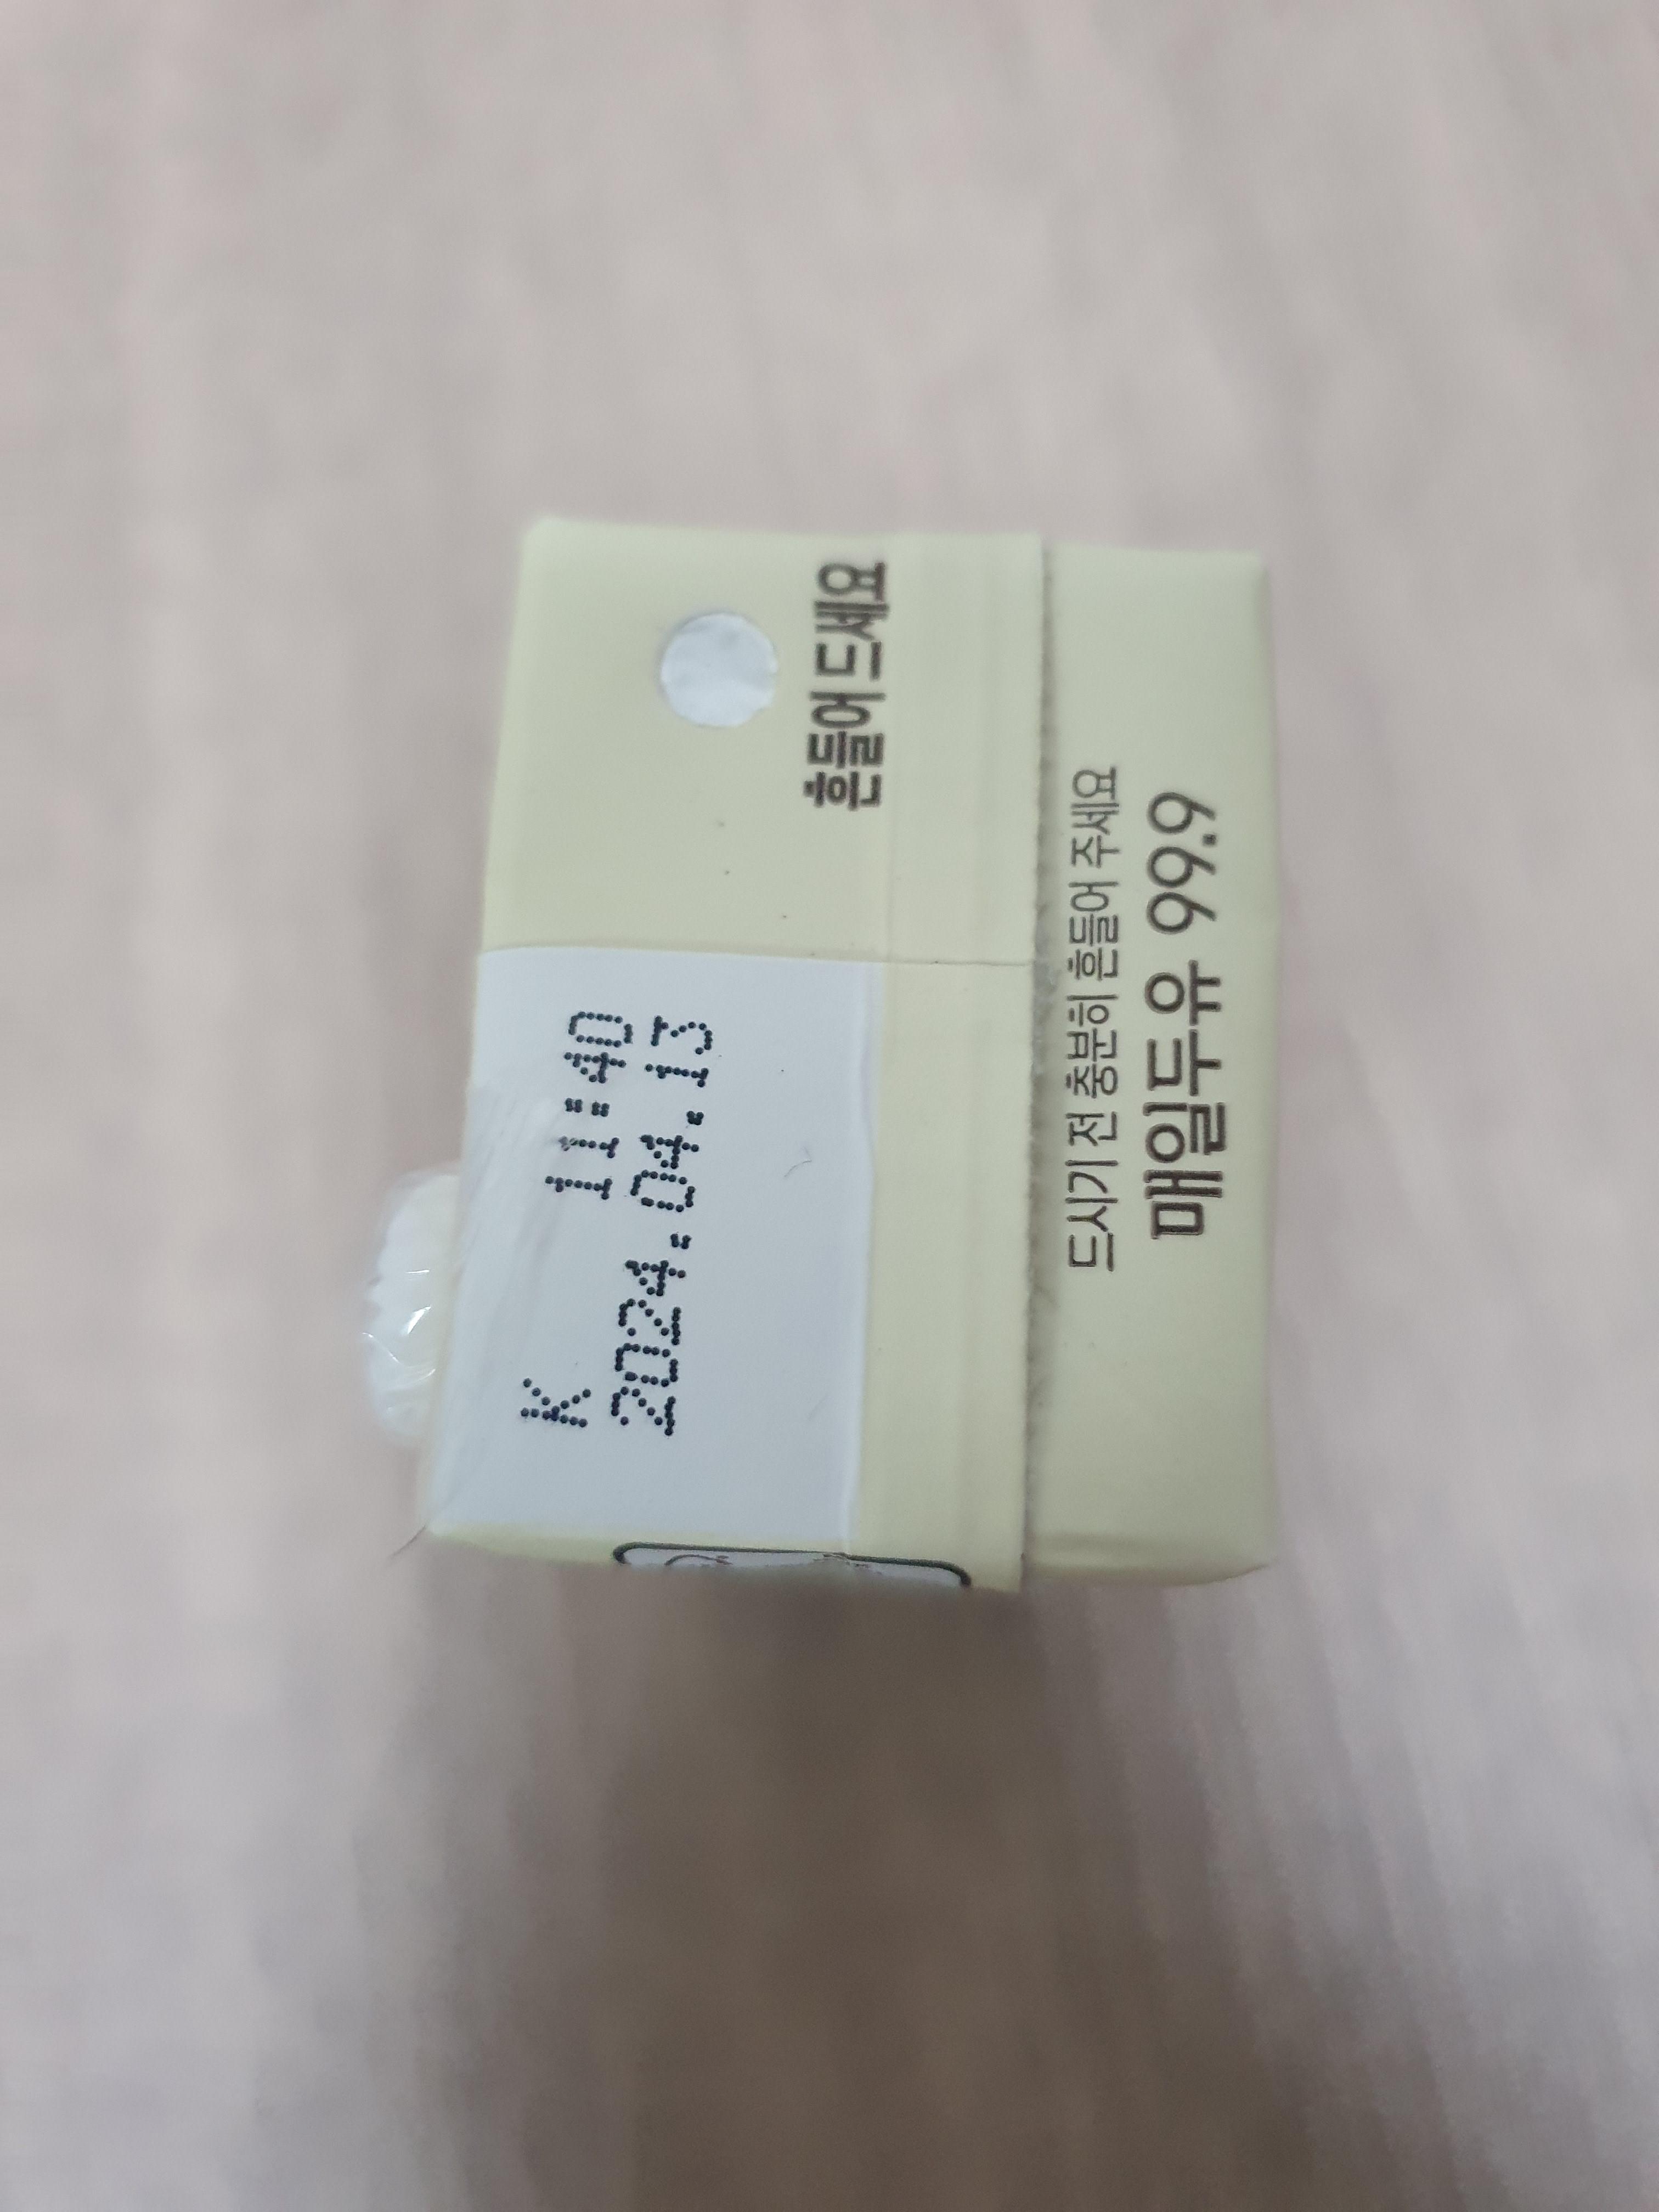 K 11:40
2024.04.13
흔들어 드세요
드시기 전 충분히 흔들어 주세요
매일두유 99.9